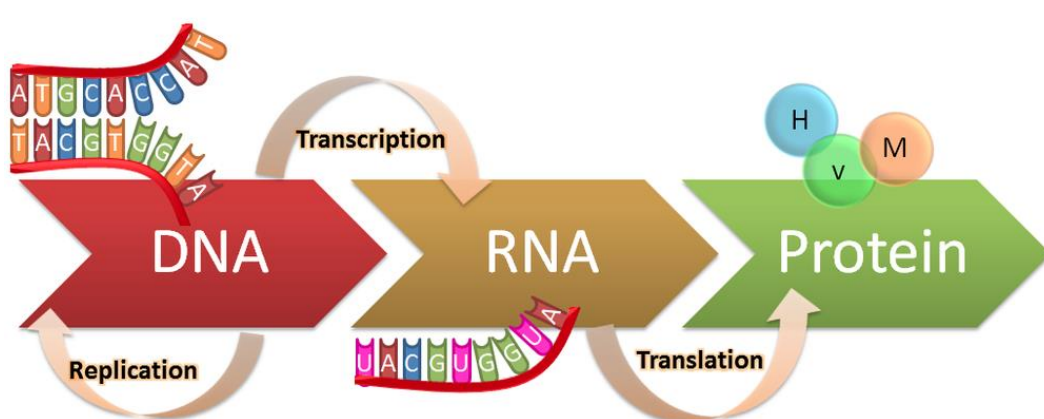 ATGCACCAT
TACGTGGTA
Transcription
H
V
M
DNA
RNA
Protein
Replication
UACGUGGUA
Translation